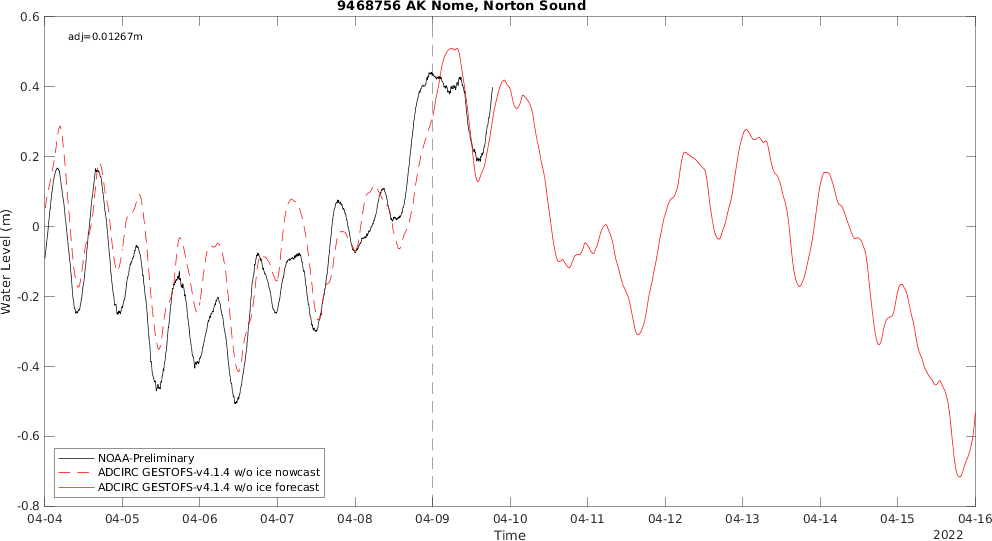 9468756 AK Nome, Norton Sound
0.6
adj=0.01267m
0.4
0.2
0
-0.2
-0.4
-0.6
-0.8
Water Level (m)
NOAA-Preliminary
ADCIRC GESTOFS-v4.1.4 w/o ice nowcast
ADCIRC GESTOFS-v4.1.4 w/o ice forecast
04-04 04-05 04-06 04-07 04-08 04-09 04-10 04-11 04-12 04-13 04-14 04-15 04-16
Time
2022